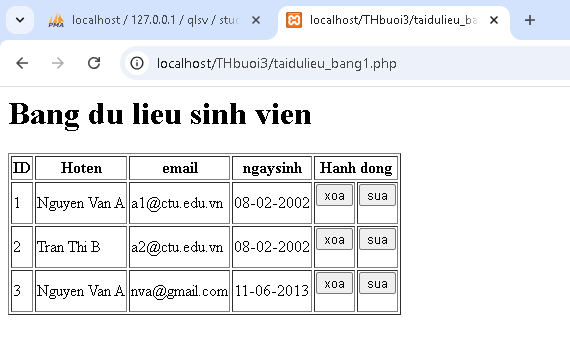 localhost / 127.0.0.1 / qlsv / stud
localhost/THbuoi3/taidulieu_ba
localhost/THbuoi3/taidulieu_bang1.php
Bang du lieu sinh vien
ID Hoten email ngaysinh Hanh dong
1 Nguyen Van A a1@ctu.edu.vn 08-02-2002 xoa sua
2 Tran Thi B a2@ctu.edu.vn 08-02-2002 xoa sua
3 Nguyen Van A nva@gmail.com 11-06-2013 xoa sua